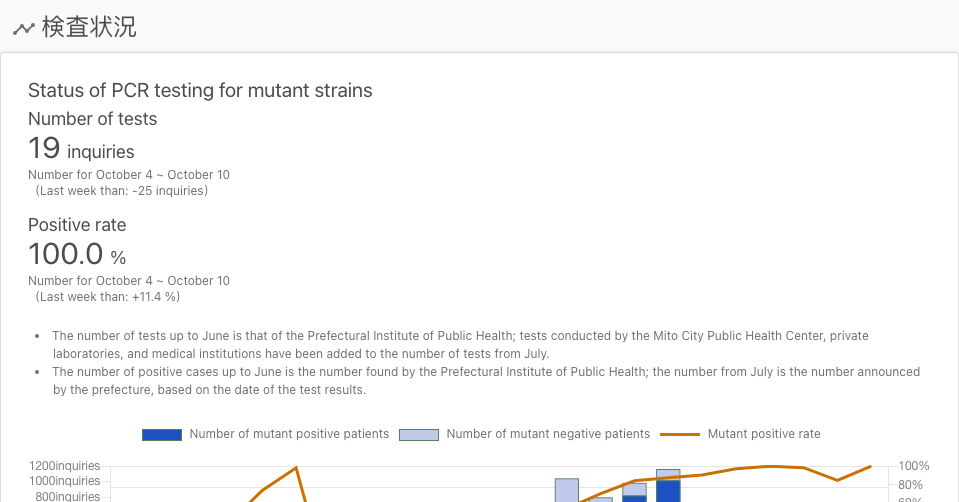 検査状況
Status of PCR testing for mutant strains
Number of tests
19 inquiries
Number for October 4 ~ October 10
(Last week than: -25 inquiries)
Positive rate
100.0 %
Number for October 4 ~ October 10
(Last week than: +11.4 %)
• The number of tests up to June is that of the Prefectural Institute of Public Health; tests conducted by the Mito City Public Health Center, private
laboratories, and medical institutions have been added to the number of tests from July.
• The number of positive cases up to June is the number found by the Prefectural Institute of Public Health; the number from July is the number announced
by the prefecture, based on the date of the test results.
Number of mutant positive patients Number of mutant negative patients Mutant positive rate
1200inquiries 100%
1000inquiries 80%
800inquiries 60%